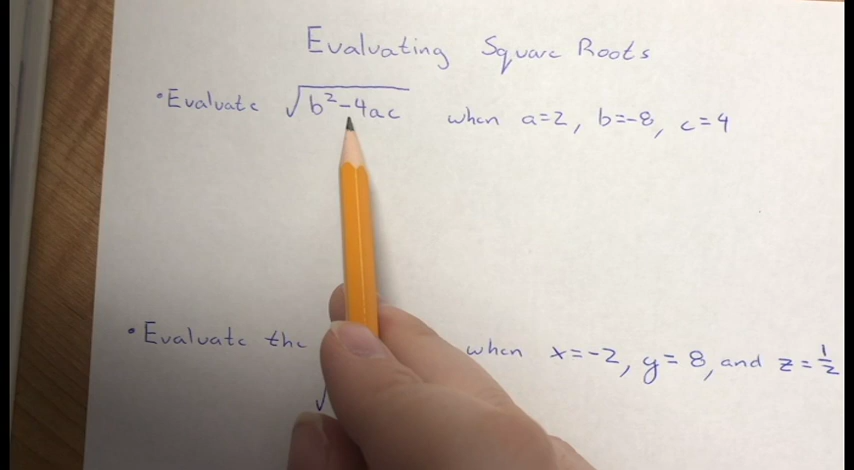 Evaluating Square Roots
• Evaluate √b²-4ac when a=2, b=-8, c=4
• Evaluate the when x=-2, y=8, and z=1/2
√